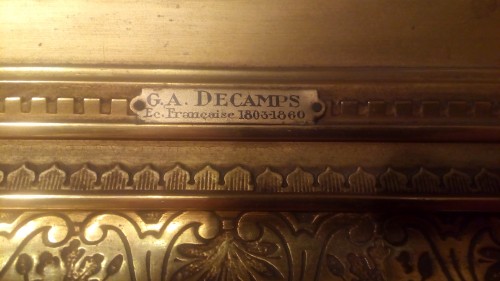 G.A. DECAMPS
Ec. Française 1803-1860